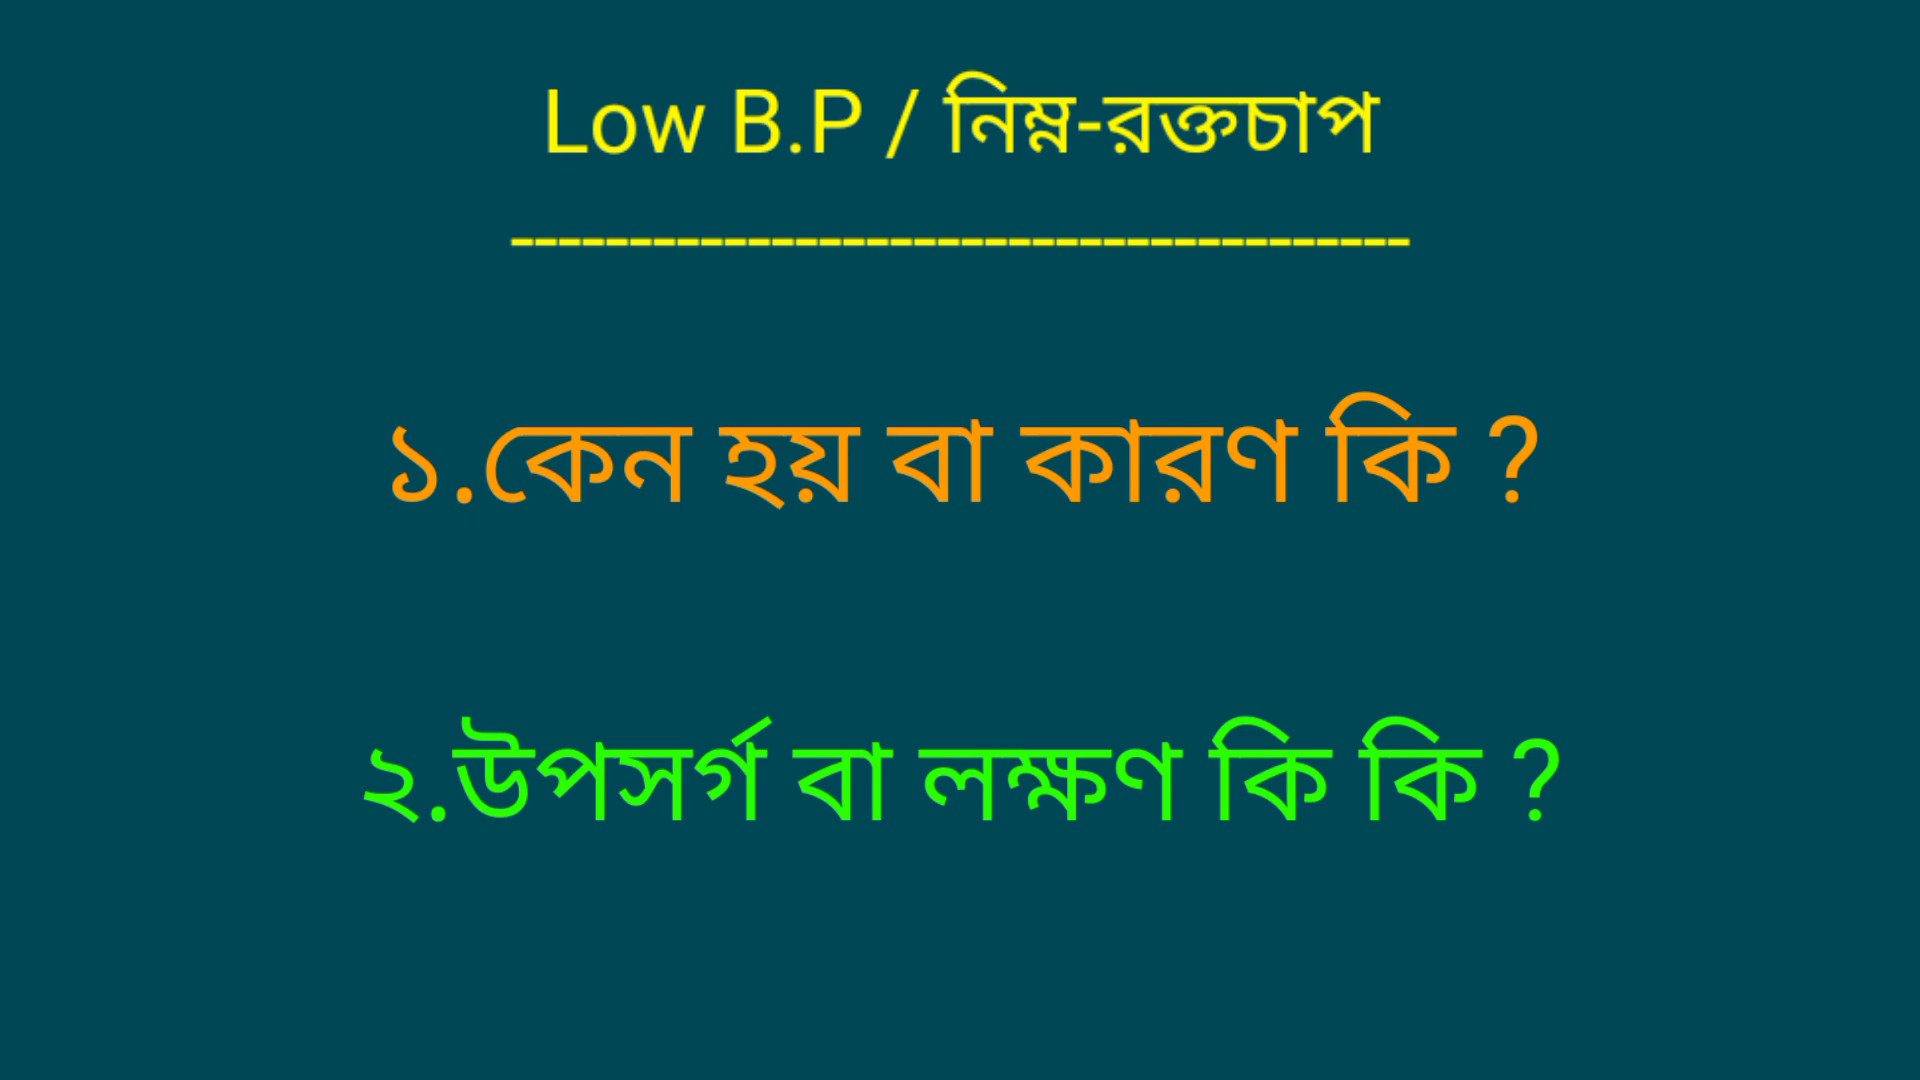 Low B.P / নিম্ন-রক্তচাপ
--------------------------------------
১.কেন হয় বা কারণ কি ?
২.উপসর্গ বা লক্ষণ কি কি ?